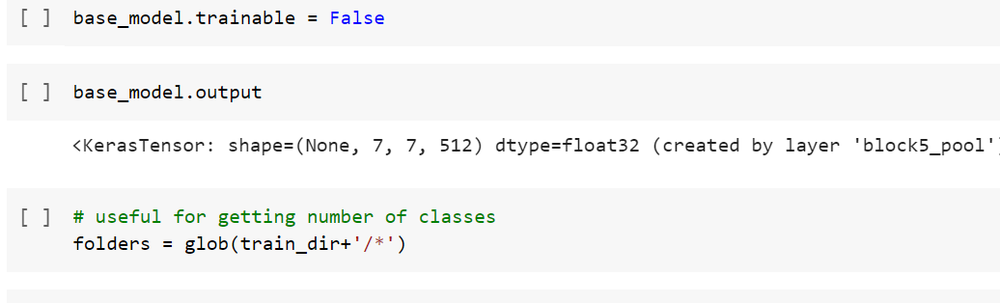 [ ] base_model.trainable = False
[ ] base_model.output
<KerasTensor: shape=(None, 7, 7, 512) dtype=float32 (created by layer 'block5_pool'
[ ] # useful for getting number of classes
folders = glob(train_dir+'/*')